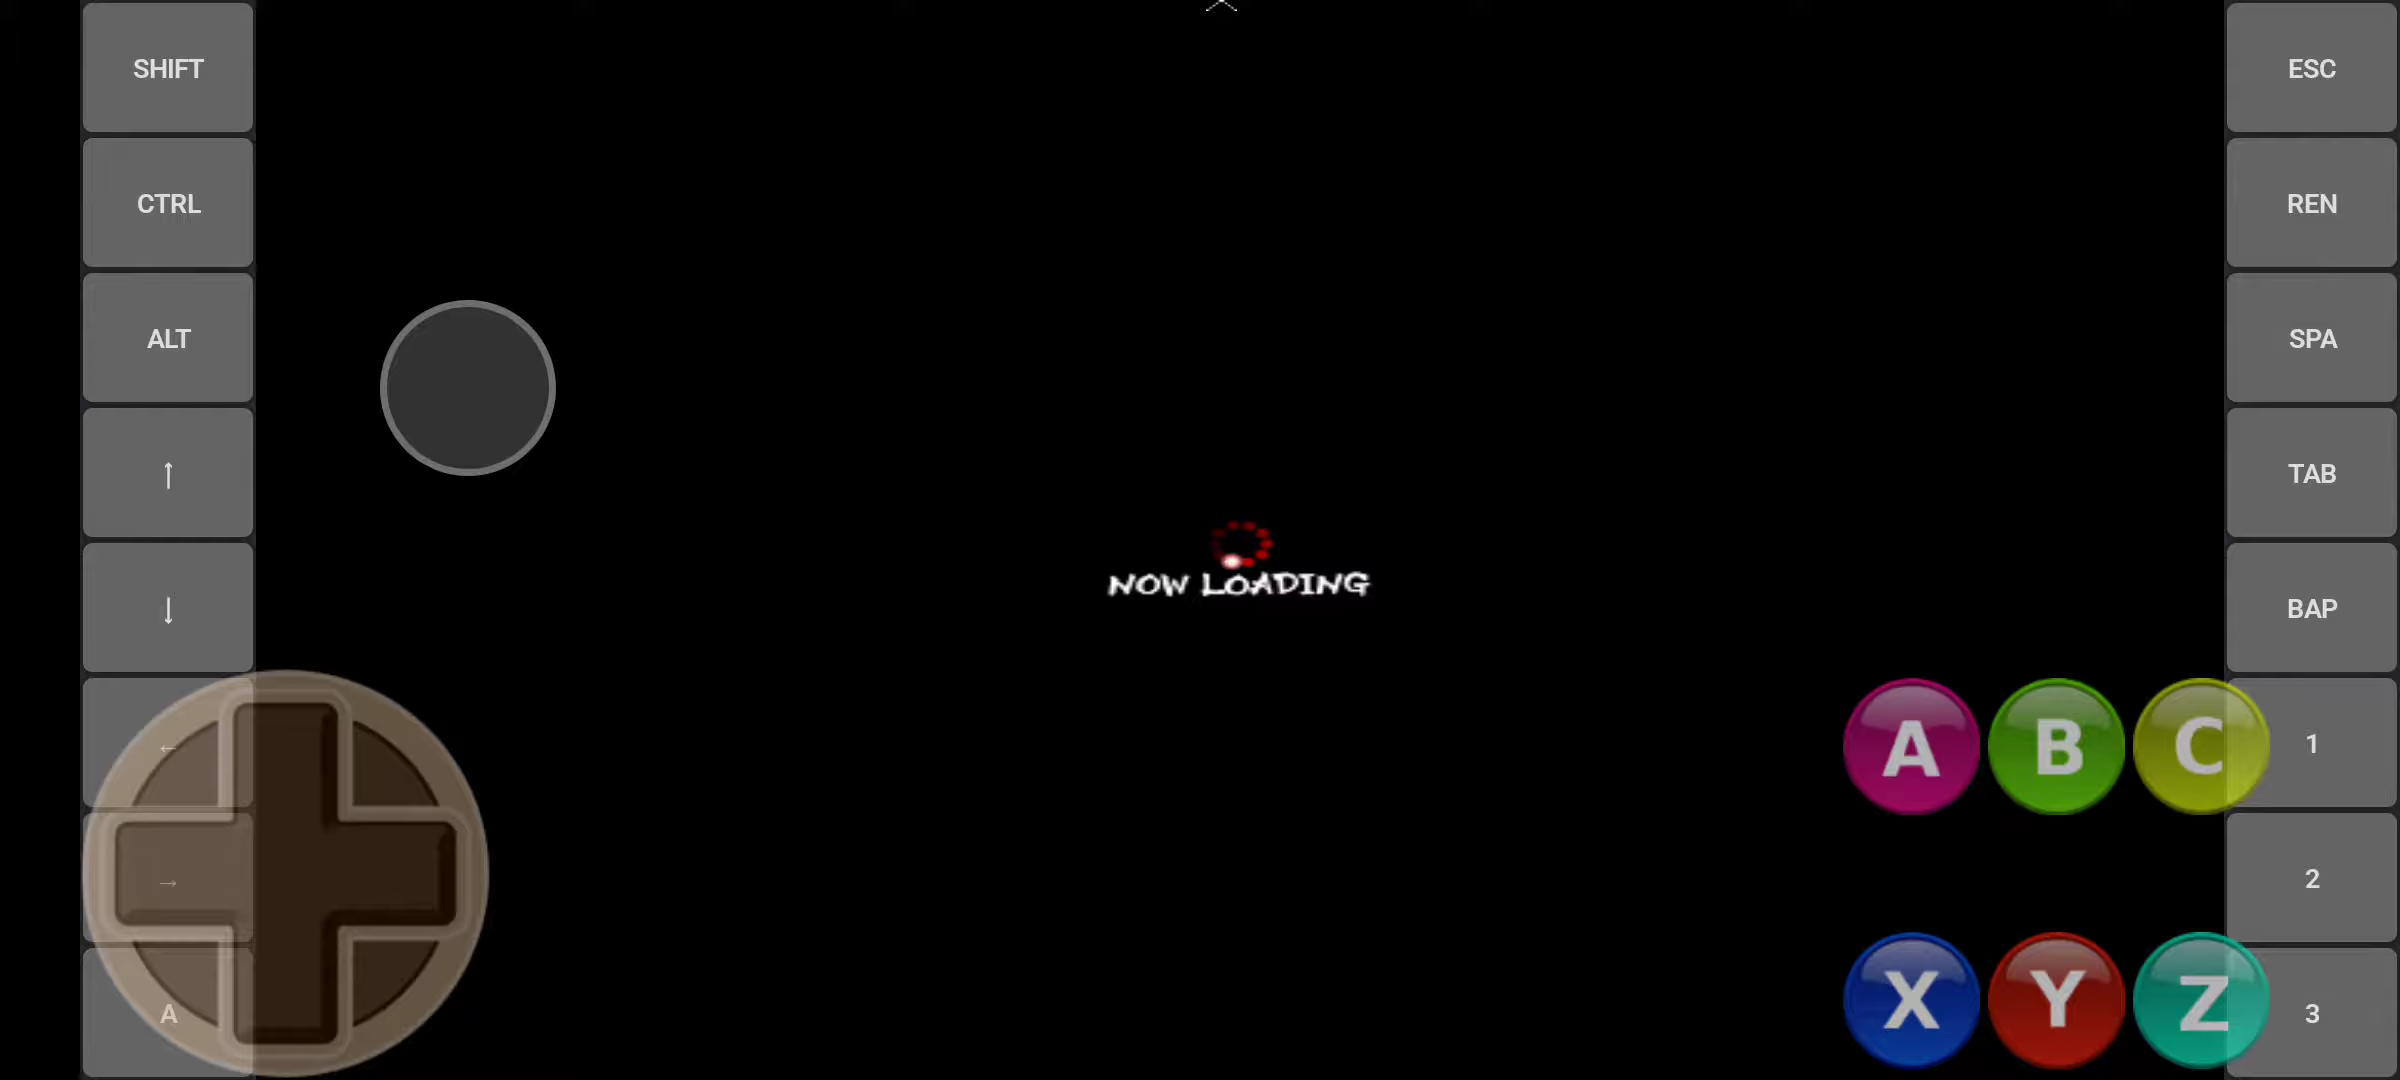 SHIFT
ESC
CTRL
REN
ALT
SPA
↑
TAB
NOW LOADING
↓
BAP
←
A B C
1
→
2
A
X Y Z
3